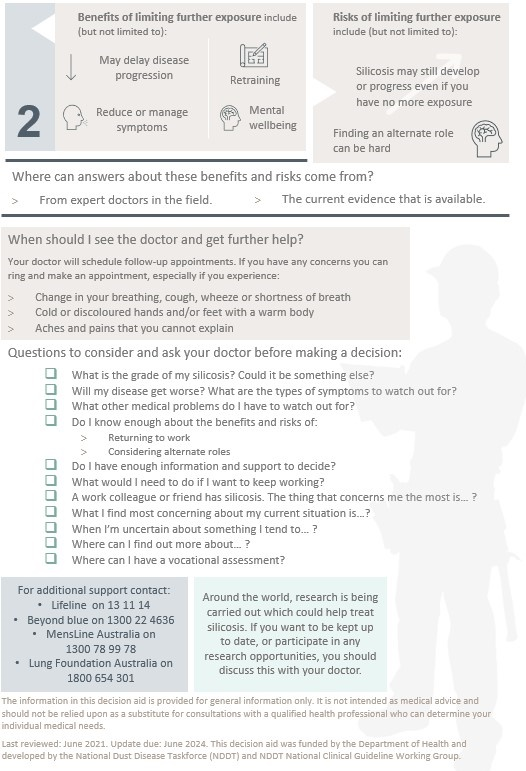 Benefits of limiting further exposure include
(but not limited to):
May delay disease
progression
Retraining
Reduce or manage
symptoms
Mental
wellbeing
2
Risks of limiting further exposure
include (but not limited to):
Silicosis may still develop
or progress even if you
have no more exposure
Finding an alternate role
can be hard
Where can answers about these benefits and risks come from?
> From expert doctors in the field.
> The current evidence that is available.
When should I see the doctor and get further help?
Your doctor will schedule follow-up appointments. If you have any concerns you can
ring and make an appointment, especially if you experience:
> Change in your breathing, cough, wheeze or shortness of breath
> Cold or discoloured hands and/or feet with a warm body
> Aches and pains that you cannot explain
Questions to consider and ask your doctor before making a decision:
❑ What is the grade of my silicosis? Could it be something else?
❑ Will my disease get worse? What are the types of symptoms to watch out for?
❑ What other medical problems do I have to watch out for?
❑ Do I know enough about the benefits and risks of:
> Returning to work
> Considering alternate roles
❑ Do I have enough information and support to decide?
❑ What would I need to do if I want to keep working?
❑ A work colleague or friend has silicosis. The thing that concerns me the most is... ?
❑ What I find most concerning about my current situation is...?
❑ When I'm uncertain about something I tend to... ?
❑ Where can I find out more about... ?
❑ Where can I have a vocational assessment?
For additional support contact:
• Lifeline on 13 11 14
• Beyond blue on 1300 22 4636
• MensLine Australia on
1300 78 99 78
• Lung Foundation Australia on
1800 654 301
Around the world, research is being
carried out which could help treat
silicosis. If you want to be kept up
to date, or participate in any
research opportunities, you should
discuss this with your doctor.
The information in this decision aid is provided for general information only. It is not intended as medical advice and
should not be relied upon as a substitute for consultations with a qualified health professional who can determine your
individual medical needs.
Last reviewed: June 2021. Update due: June 2024. This decision aid was funded by the Department of Health and
developed by the National Dust Disease Taskforce (NDDT) and NDDT National Clinical Guideline Working Group.